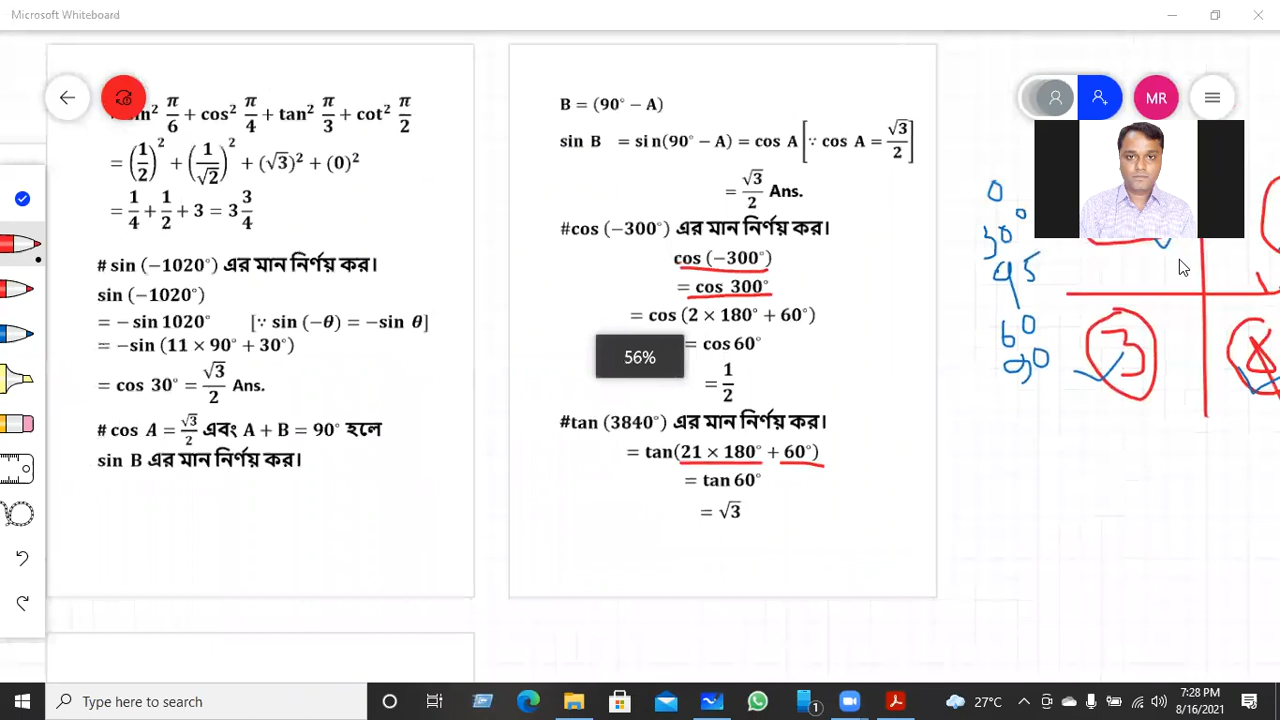 Microsoft Whiteboard
in² π/6 + cos² π/4 + tan² π/3 + cot² π/2
= (1/2)² + (1/√2)² + (√3)² + (0)²
= 1/4 + 1/2 + 3 = 3 3/4
# sin (−1020°) এর মান নির্ণয় কর।
sin (−1020°)
= − sin 1020° [∵ sin (−θ) = −sin θ]
= −sin (11 × 90° + 30°)
= cos 30° = √3/2 Ans.
# cos A = √3/2 এবং A + B = 90° হলে
sin B এর মান নির্ণয় কর।
B = (90° − A)
sin B = sin(90° − A) = cos A [∵ cos A = √3/2]
= √3/2 Ans.
#cos (−300°) এর মান নির্ণয় কর।
cos (−300°)
= cos 300°
= cos (2 × 180° + 60°)
= cos 60°
= 1/2
#tan (3840°) এর মান নির্ণয় কর।
= tan(21 × 180° + 60°)
= tan 60°
= √3
56%
MR
0
30°
45
60
90
3
Type here to search
1
27°C
7:28 PM
8/16/2021